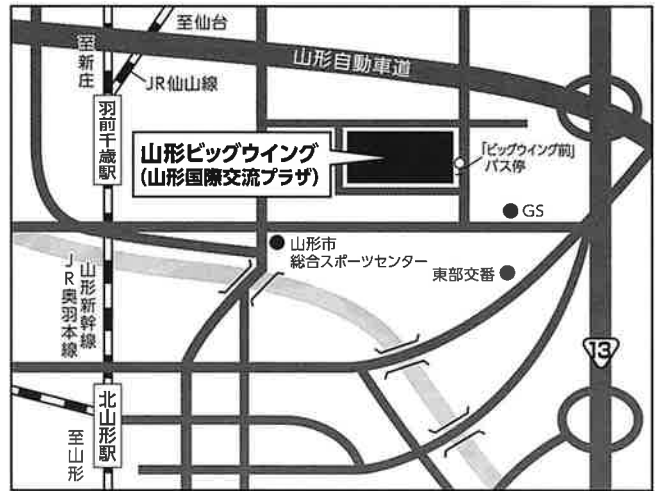 至仙台
至新庄
JR仙山線
山形自動車道
羽前千歳駅
山形ビッグウイング
(山形国際交流プラザ)
「ビッグウイング前」
バス停
GS
山形市
総合スポーツセンター
東部交番
山形新幹線
JR奥羽本線
13
北山形駅
至山形